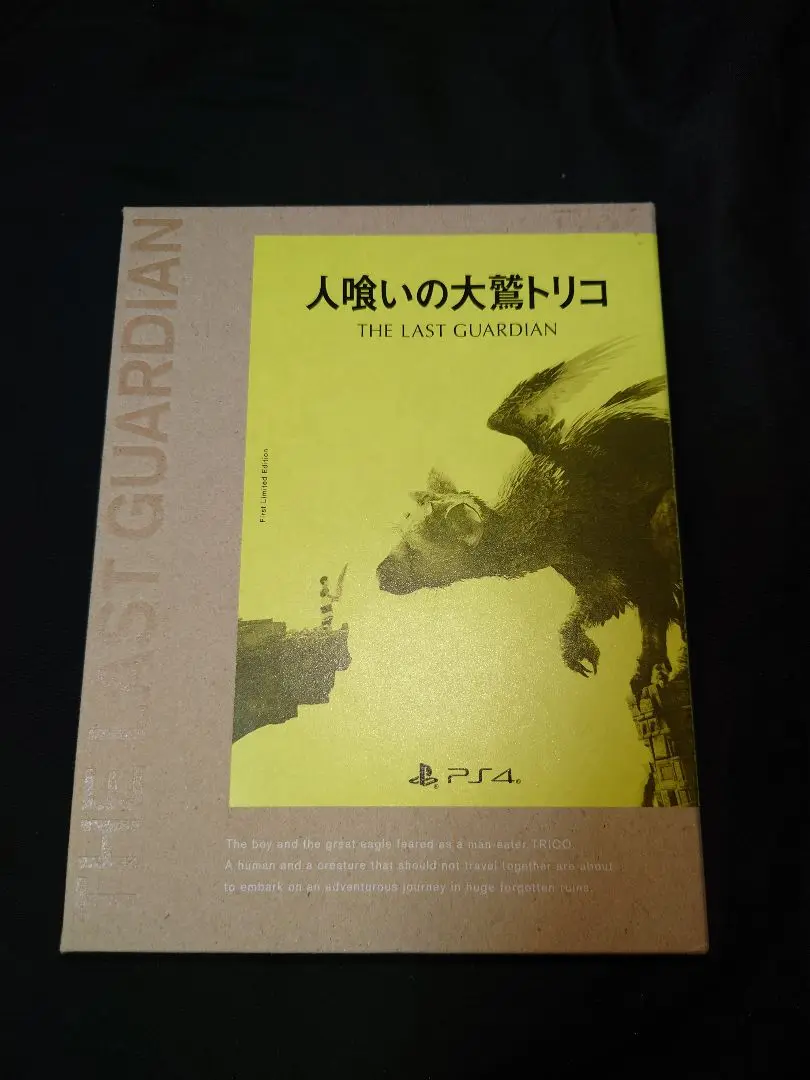 THE LAST GUARDIAN
人喰いの大鷲トリコ
THE LAST GUARDIAN
First Limited Edition
PS4
The boy and the great eagle feared as a man-eater TRICO.
A human and a creature that should not travel together are about
to embark on an adventurous journey in huge forgotten ruins.